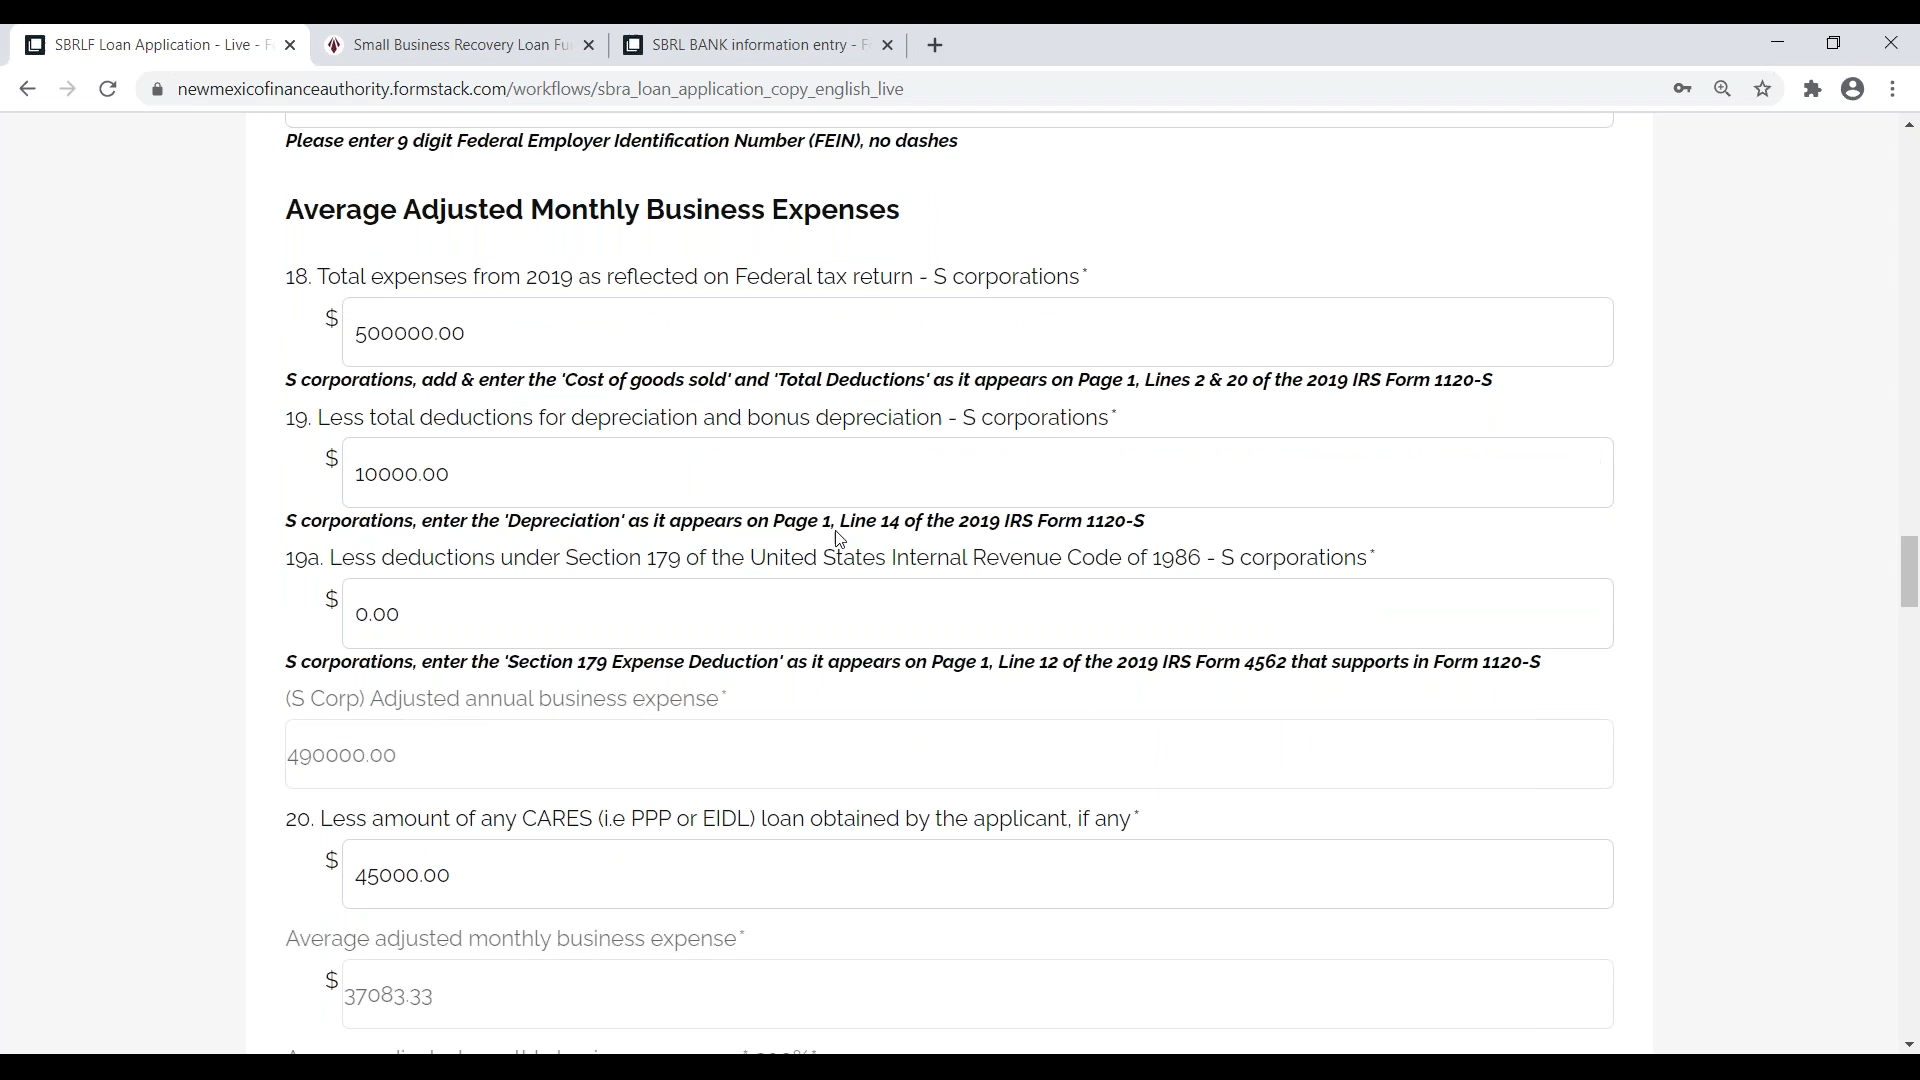 SBRLF Loan Application - Live - F
Small Business Recovery Loan Fu
SBRL BANK information entry - F
newmexicofinanceauthority.formstack.com/workflows/sbra_loan_application_copy_english_live
Please enter 9 digit Federal Employer Identification Number (FEIN), no dashes
Average Adjusted Monthly Business Expenses
18. Total expenses from 2019 as reflected on Federal tax return - S corporations*
$ 500000.00
S corporations, add & enter the 'Cost of goods sold' and 'Total Deductions' as it appears on Page 1, Lines 2 & 20 of the 2019 IRS Form 1120-S
19. Less total deductions for depreciation and bonus depreciation - S corporations*
$ 10000.00
S corporations, enter the 'Depreciation' as it appears on Page 1, Line 14 of the 2019 IRS Form 1120-S
19a. Less deductions under Section 179 of the United States Internal Revenue Code of 1986 - S corporations*
$ 0.00
S corporations, enter the 'Section 179 Expense Deduction' as it appears on Page 1, Line 12 of the 2019 IRS Form 4562 that supports in Form 1120-S
(S Corp) Adjusted annual business expense*
490000.00
20. Less amount of any CARES (i.e PPP or EIDL) loan obtained by the applicant, if any*
$ 45000.00
Average adjusted monthly business expense*
$ 37083.33